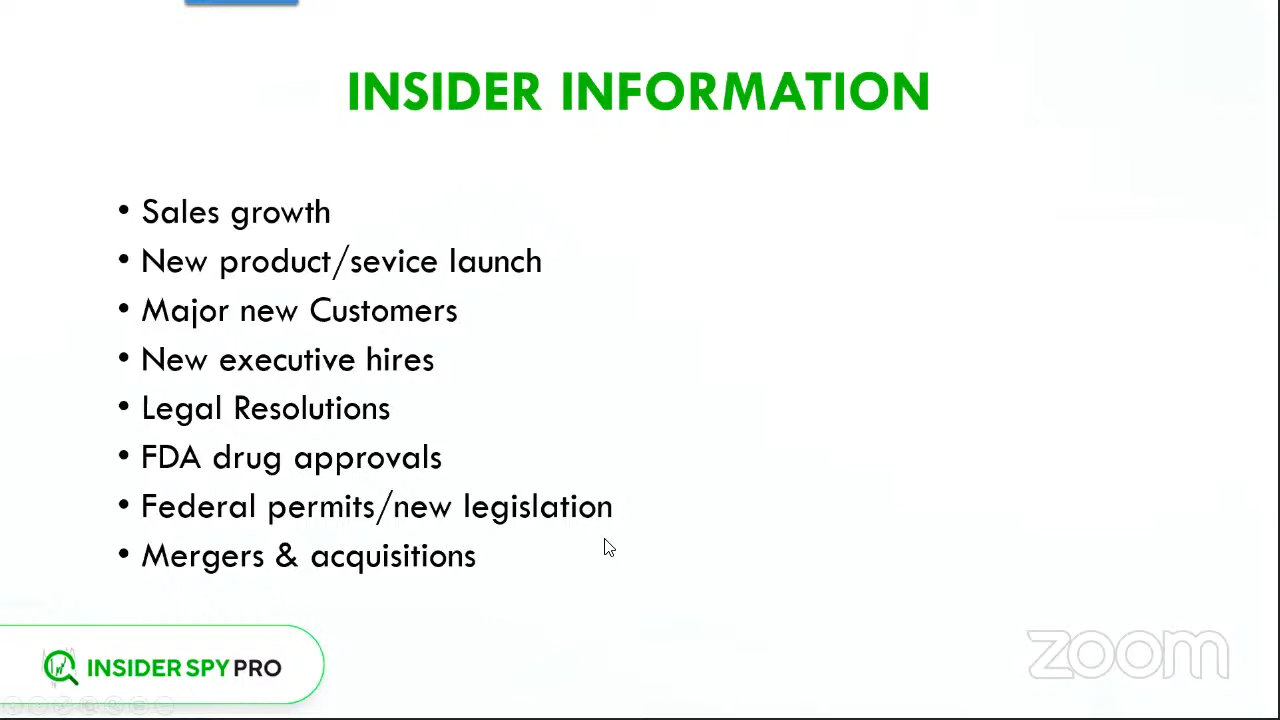 INSIDER INFORMATION
• Sales growth
• New product/sevice launch
• Major new Customers
• New executive hires
• Legal Resolutions
• FDA drug approvals
• Federal permits/new legislation
• Mergers & acquisitions
INSIDER SPY PRO
zoom